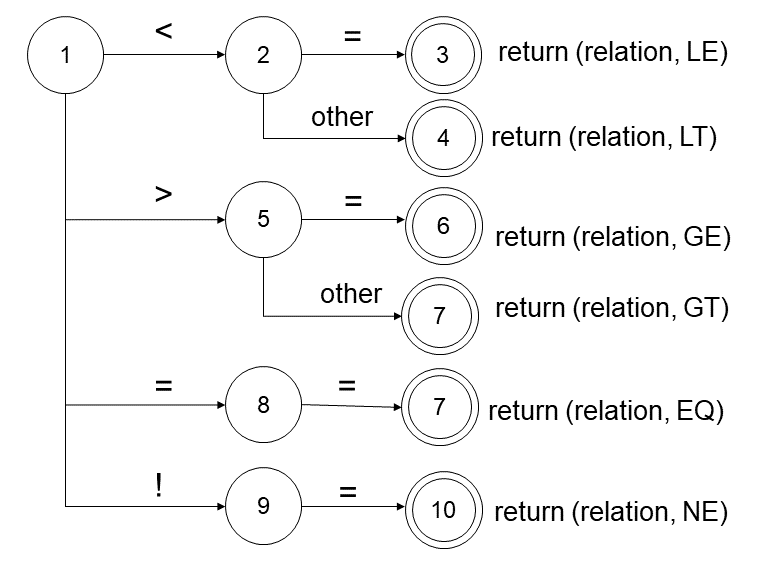 <
=
1
2
3
return (relation, LE)
other
4
return (relation, LT)
>
=
5
6
return (relation, GE)
other
7
return (relation, GT)
=
=
8
7
return (relation, EQ)
!
=
9
10
return (relation, NE)